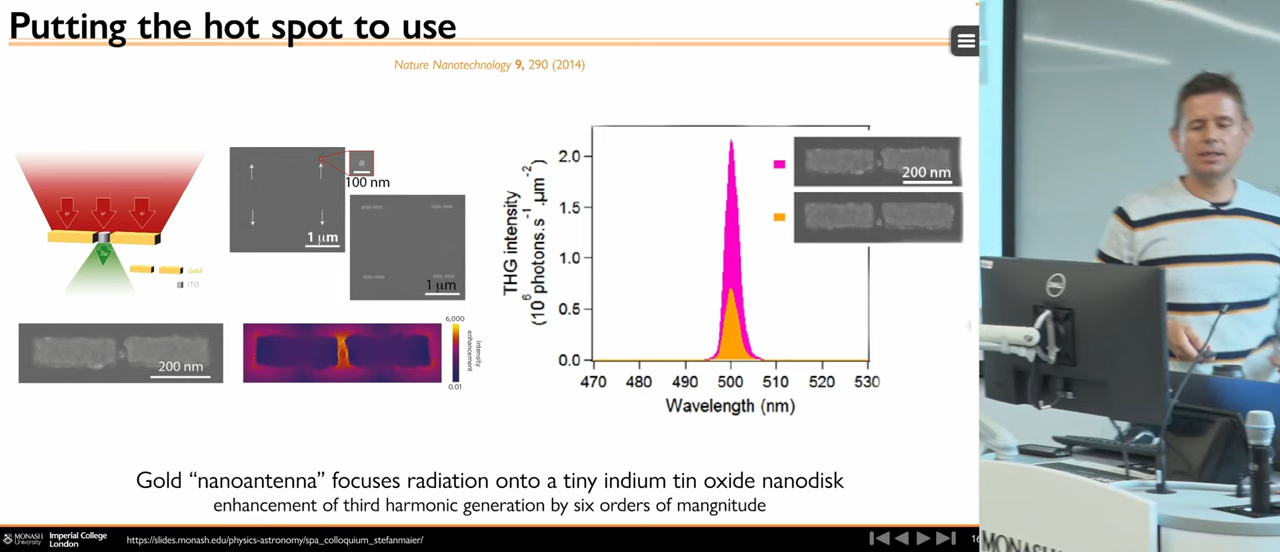 Putting the hot spot to use
Nature Nanotechnology 9, 290 (2014)
ω ω ω
3ω
Gold
ITO
100 nm
1 μm
1 μm
200 nm
6,000
Intensity
enhancement
0.01
THG intensity
(10⁶ photons.s⁻¹.μm⁻²)
2.0
1.5
1.0
0.5
0.0
470 480 490 500 510 520 530
Wavelength (nm)
200 nm
Gold “nanoantenna” focuses radiation onto a tiny indium tin oxide nanodisk
enhancement of third harmonic generation by six orders of mangnitude
MONASH
University
Imperial College
London
https://slides.monash.edu/physics-astronomy/spa_colloquium_stefanmaier/
16
DELL
MONASH